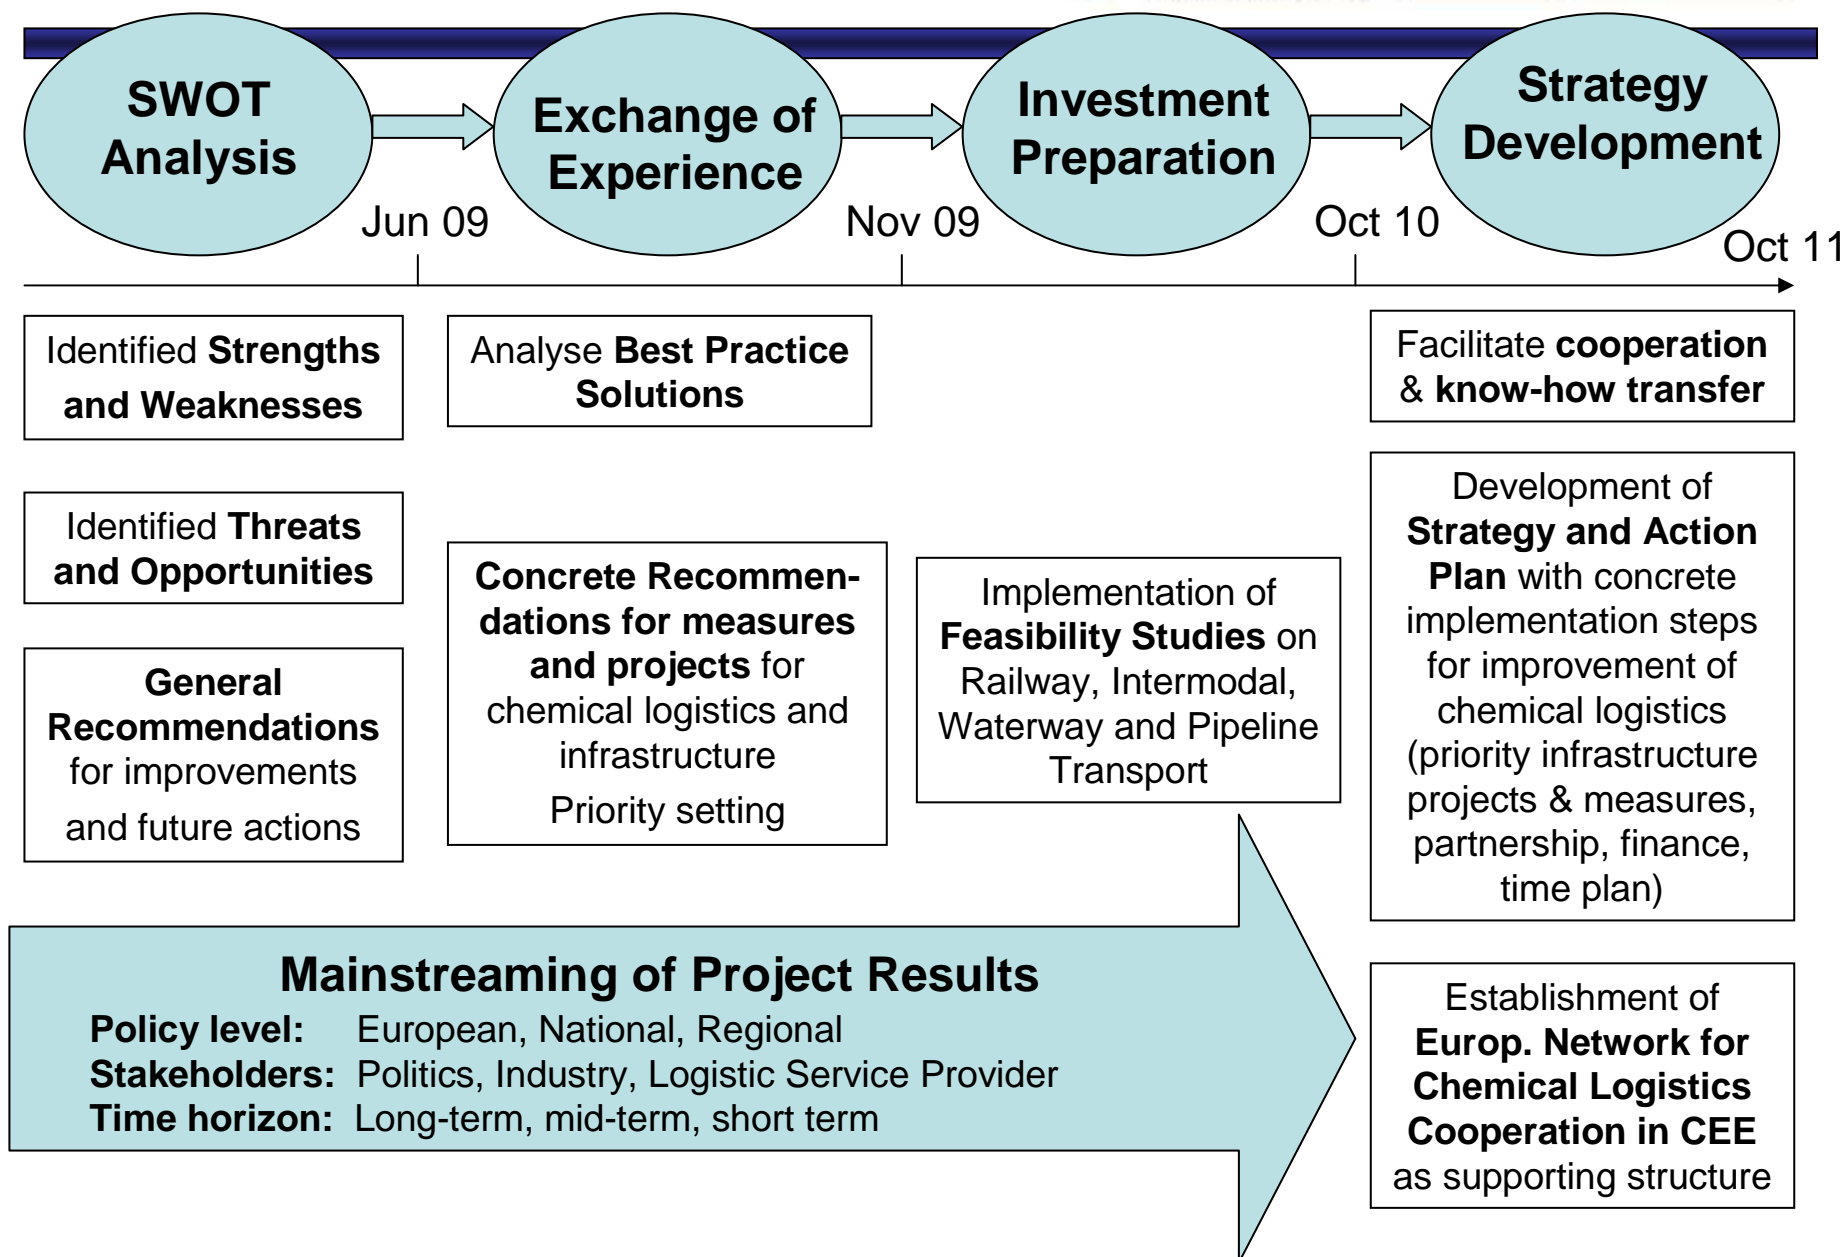 SWOT
Analysis
Exchange of
Experience
Investment
Preparation
Strategy
Development
Jun 09
Nov 09
Oct 10
Oct 11
Identified Strengths
and Weaknesses
Identified Threats
and Opportunities
General
Recommendations
for improvements
and future actions
Analyse Best Practice
Solutions
Concrete Recommen-
dations for measures
and projects for
chemical logistics and
infrastructure
Priority setting
Implementation of
Feasibility Studies on
Railway, Intermodal,
Waterway and Pipeline
Transport
Facilitate cooperation
& know-how transfer
Development of
Strategy and Action
Plan with concrete
implementation steps
for improvement of
chemical logistics
(priority infrastructure
projects & measures,
partnership, finance,
time plan)
Establishment of
Europ. Network for
Chemical Logistics
Cooperation in CEE
as supporting structure
Mainstreaming of Project Results
Policy level: European, National, Regional
Stakeholders: Politics, Industry, Logistic Service Provider
Time horizon: Long-term, mid-term, short term